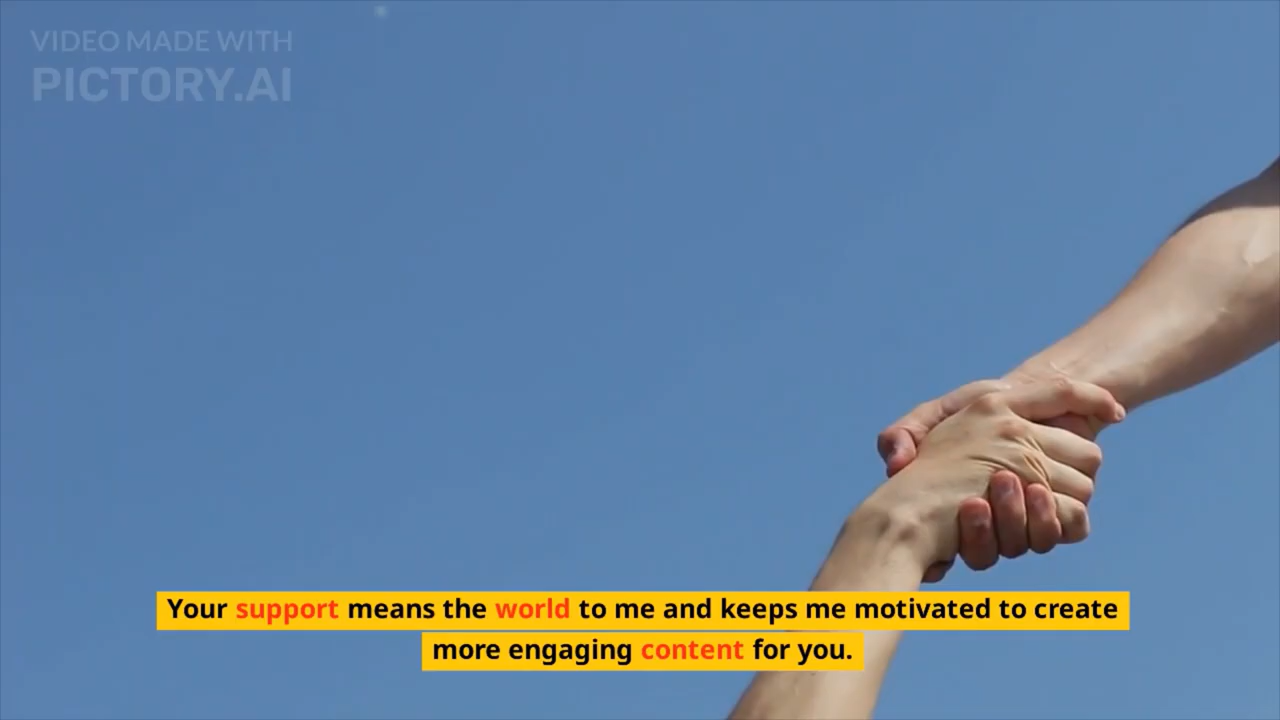 VIDEO MADE WITH
PICTORY.AI
Your support means the world to me and keeps me motivated to create
more engaging content for you.